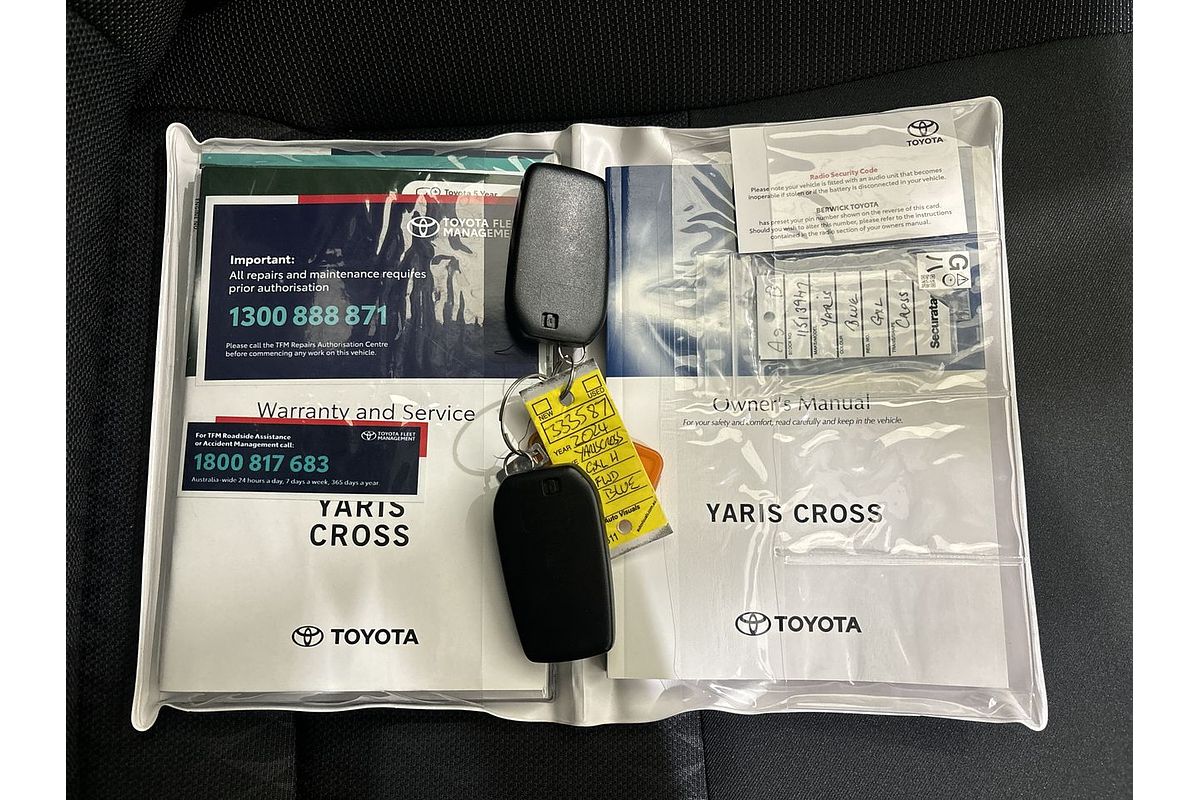 Toyota 5 Year
TOYOTA FLEET
MANAGEMENT
Important:
All repairs and maintenance requires
prior authorisation
1300 888 871
Please call the TFM Repairs Authorisation Centre
before commencing any work on this vehicle.
Warranty and Service
For TFM Roadside Assistance
or Accident Management call:
TOYOTA FLEET
MANAGEMENT
1800 817 683
Australia-wide 24 hours a day, 7 days a week, 365 days a year
YARIS
CROSS
TOYOTA
NEW
USED
333587
YEAR 2024
YARISCROSS
GXL H
FWD
BLUE
Auto Visuals
TOYOTA
Radio Security Code
Please note your vehicle is fitted with an audio unit that becomes
inoperable if stolen or if the battery is disconnected in your vehicle.
BERWICK TOYOTA
has preset your pin number shown on the reverse of this card.
Should you wish to alter this number, please refer to the instructions
contained in the radio section of your owners manual.
STOCK NO.
YARIS
COLOUR
BLUE
REG. NO.
GXL
CROSS
Securatag
Owner's Manual
For your safety and comfort, read carefully and keep in the vehicle.
YARIS CROSS
TOYOTA